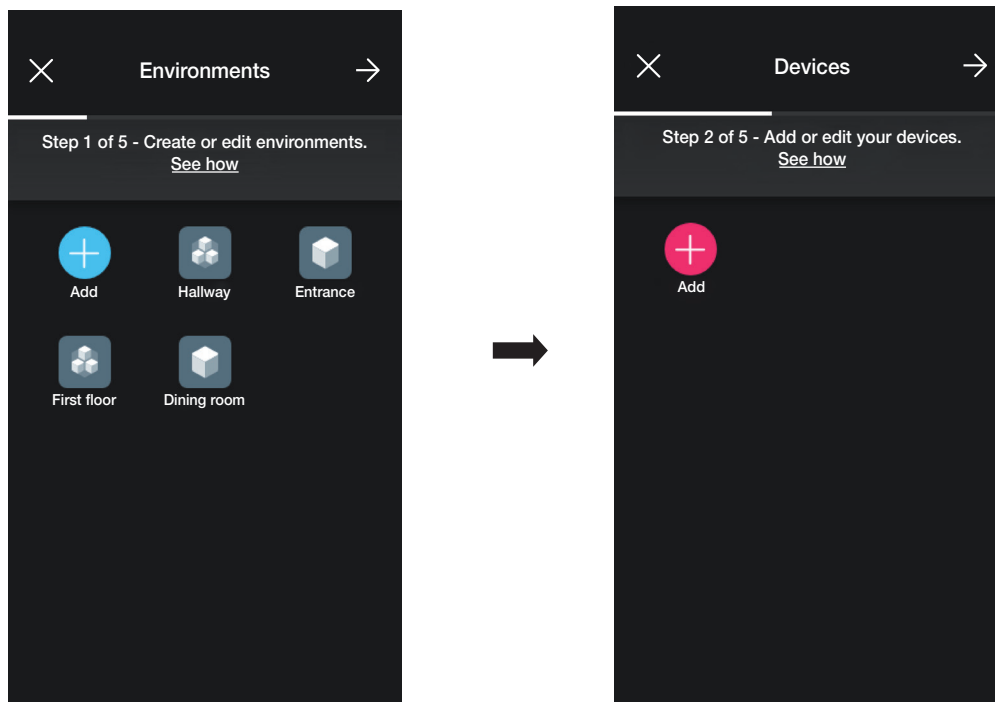 Environments
Step 1 of 5 - Create or edit environments.
See how
Add
Hallway
Entrance
First floor
Dining room
Devices
Step 2 of 5 - Add or edit your devices.
See how
Add